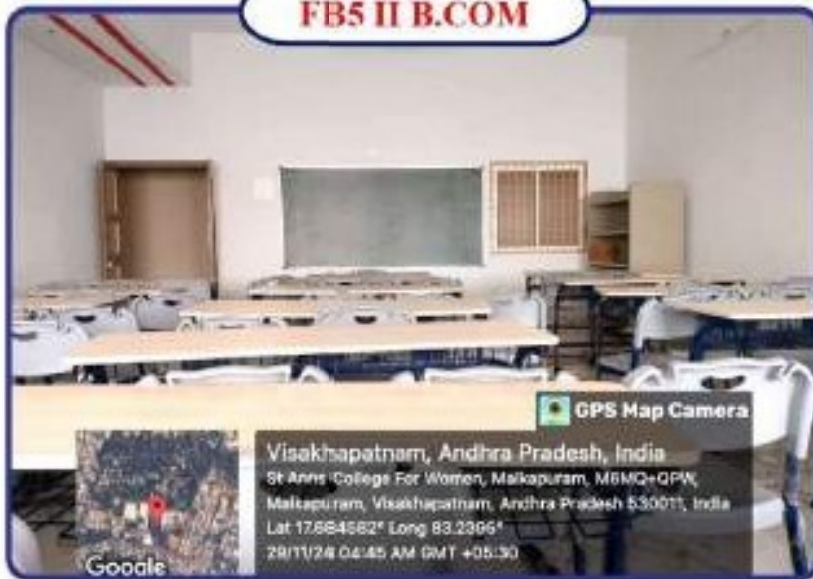 FB5 II B.COM
GPS Map Camera
Visakhapatnam, Andhra Pradesh, India
St Anns College For Women, Malkapuram, M6MQ+QPW,
Malkapuram, Visakhapatnam, Andhra Pradesh 530011, India
Lat 17.684582° Long 83.2395°
29/11/24 04:45 AM GMT +05:30
Google